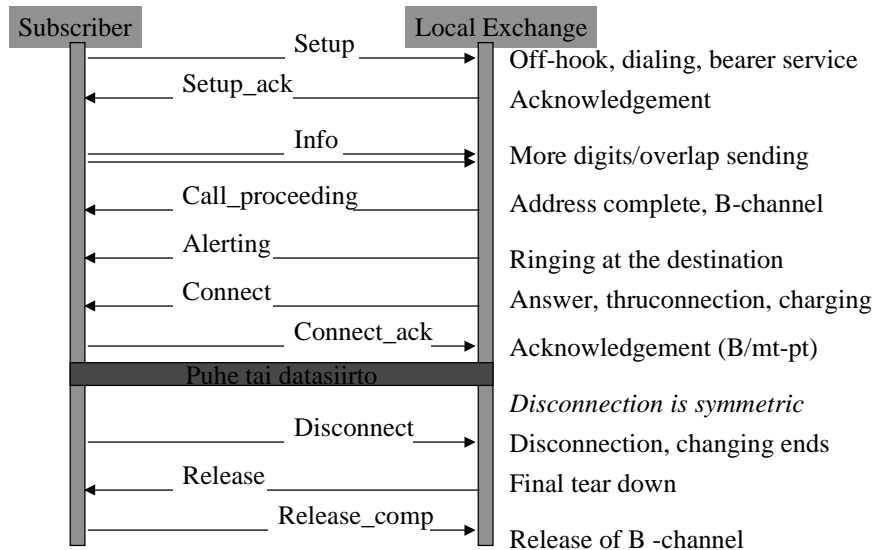 Subscriber
Local Exchange
Setup
Off-hook, dialing, bearer service
Setup_ack
Acknowledgement
Info
More digits/overlap sending
Call_proceeding
Address complete, B-channel
Alerting
Ringing at the destination
Connect
Answer, thruconnection, charging
Connect_ack
Acknowledgement (B/mt-pt)
Puhe tai datasiirto
Disconnection is symmetric
Disconnect
Disconnection, changing ends
Release
Final tear down
Release_comp
Release of B -channel